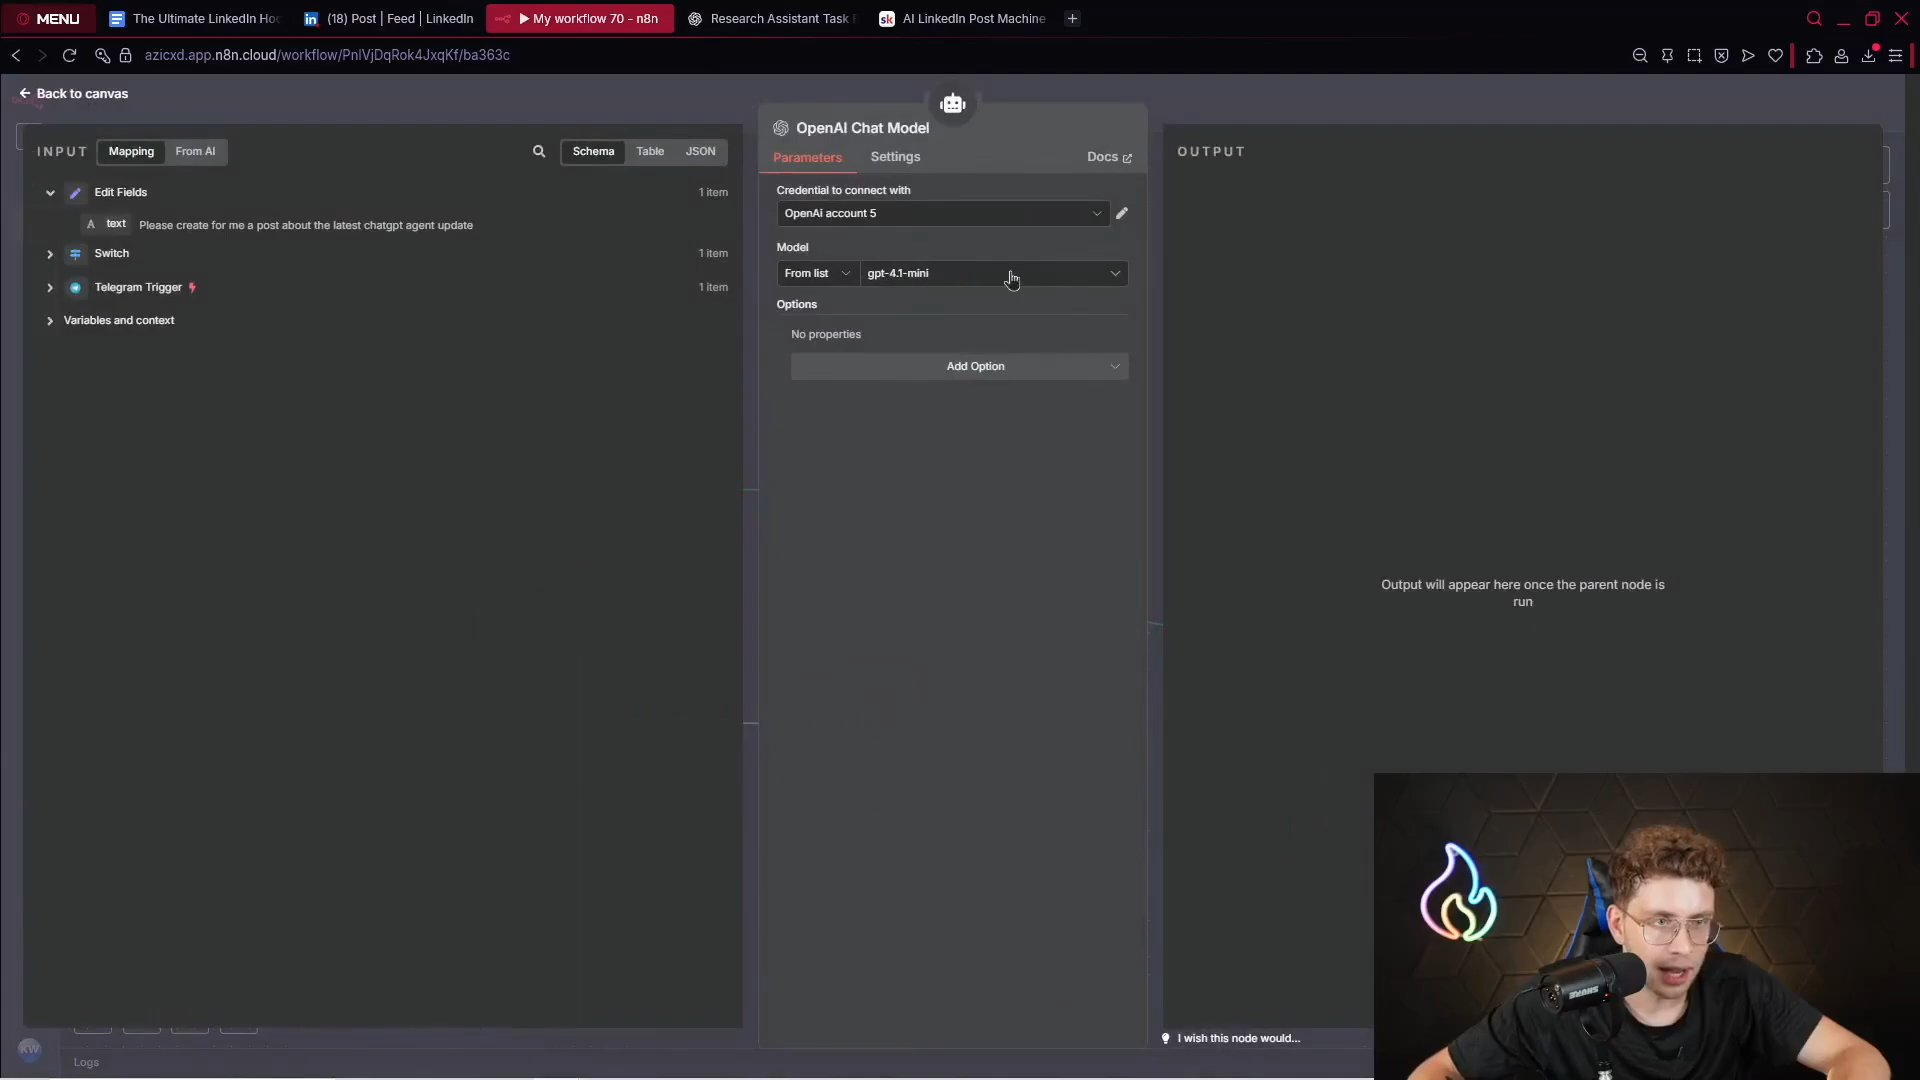 MENU
The Ultimate LinkedIn Hoo
in (18) Post | Feed | LinkedIn
▶ My workflow 70 - n8n
Research Assistant Task
sk AI LinkedIn Post Machine
azicxd.app.n8n.cloud/workflow/PnlVjDqRok4JxqKf/ba363c
Back to canvas
INPUT
Mapping
From AI
Schema
Table
JSON
Edit Fields
1 item
A text
Please create for me a post about the latest chatgpt agent update
Switch
1 item
Telegram Trigger
1 item
Variables and context
OpenAI Chat Model
Parameters
Settings
Docs
Credential to connect with
OpenAi account 5
Model
From list
gpt-4.1-mini
Options
No properties
Add Option
OUTPUT
Output will appear here once the parent node is
run
I wish this node would...
KW
Logs
SHURE